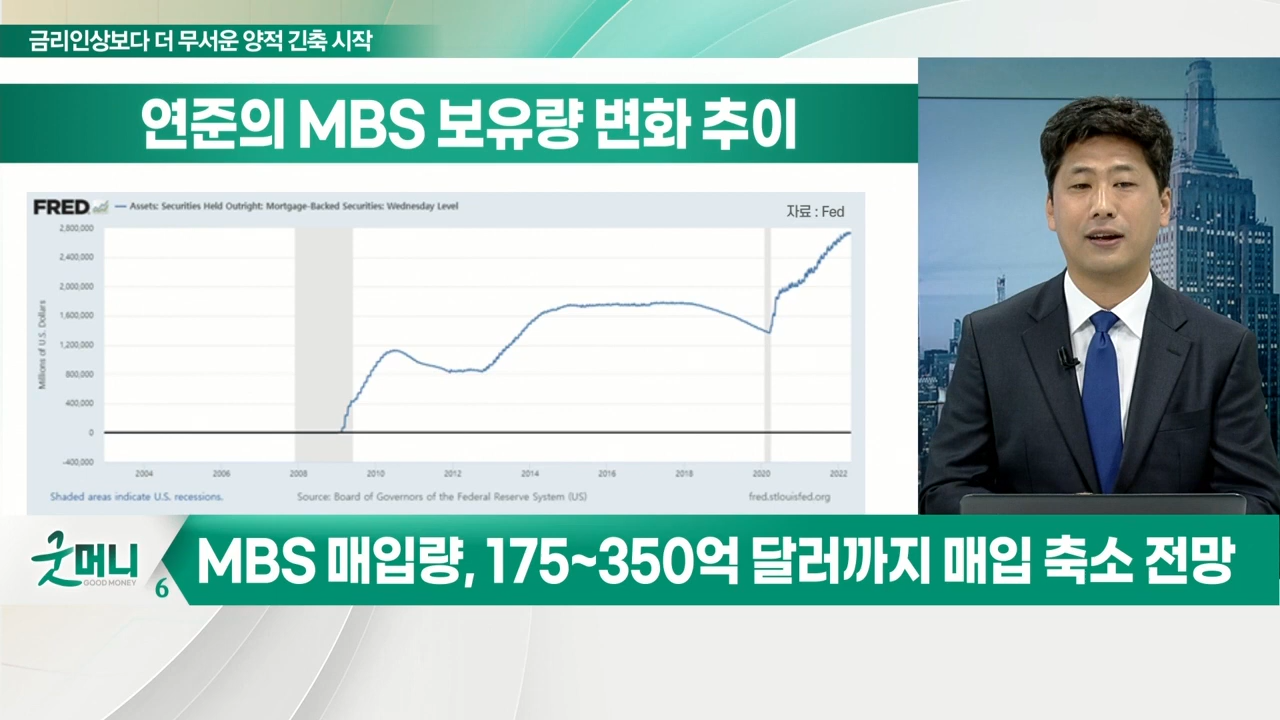 금리인상보다 더 무서운 양적 긴축 시작
연준의 MBS 보유량 변화 추이
FRED
Assets: Securities Held Outright: Mortgage-Backed Securities: Wednesday Level
자료 : Fed
Millions of U.S. Dollars
2,800,000
2,400,000
2,000,000
1,600,000
1,200,000
800,000
400,000
0
-400,000
2004 2006 2008 2010 2012 2014 2016 2018 2020 2022
Shaded areas indicate U.S. recessions.
Source: Board of Governors of the Federal Reserve System (US)
fred.stlouisfed.org
굿머니
GOOD MONEY
6
MBS 매입량, 175~350억 달러까지 매입 축소 전망